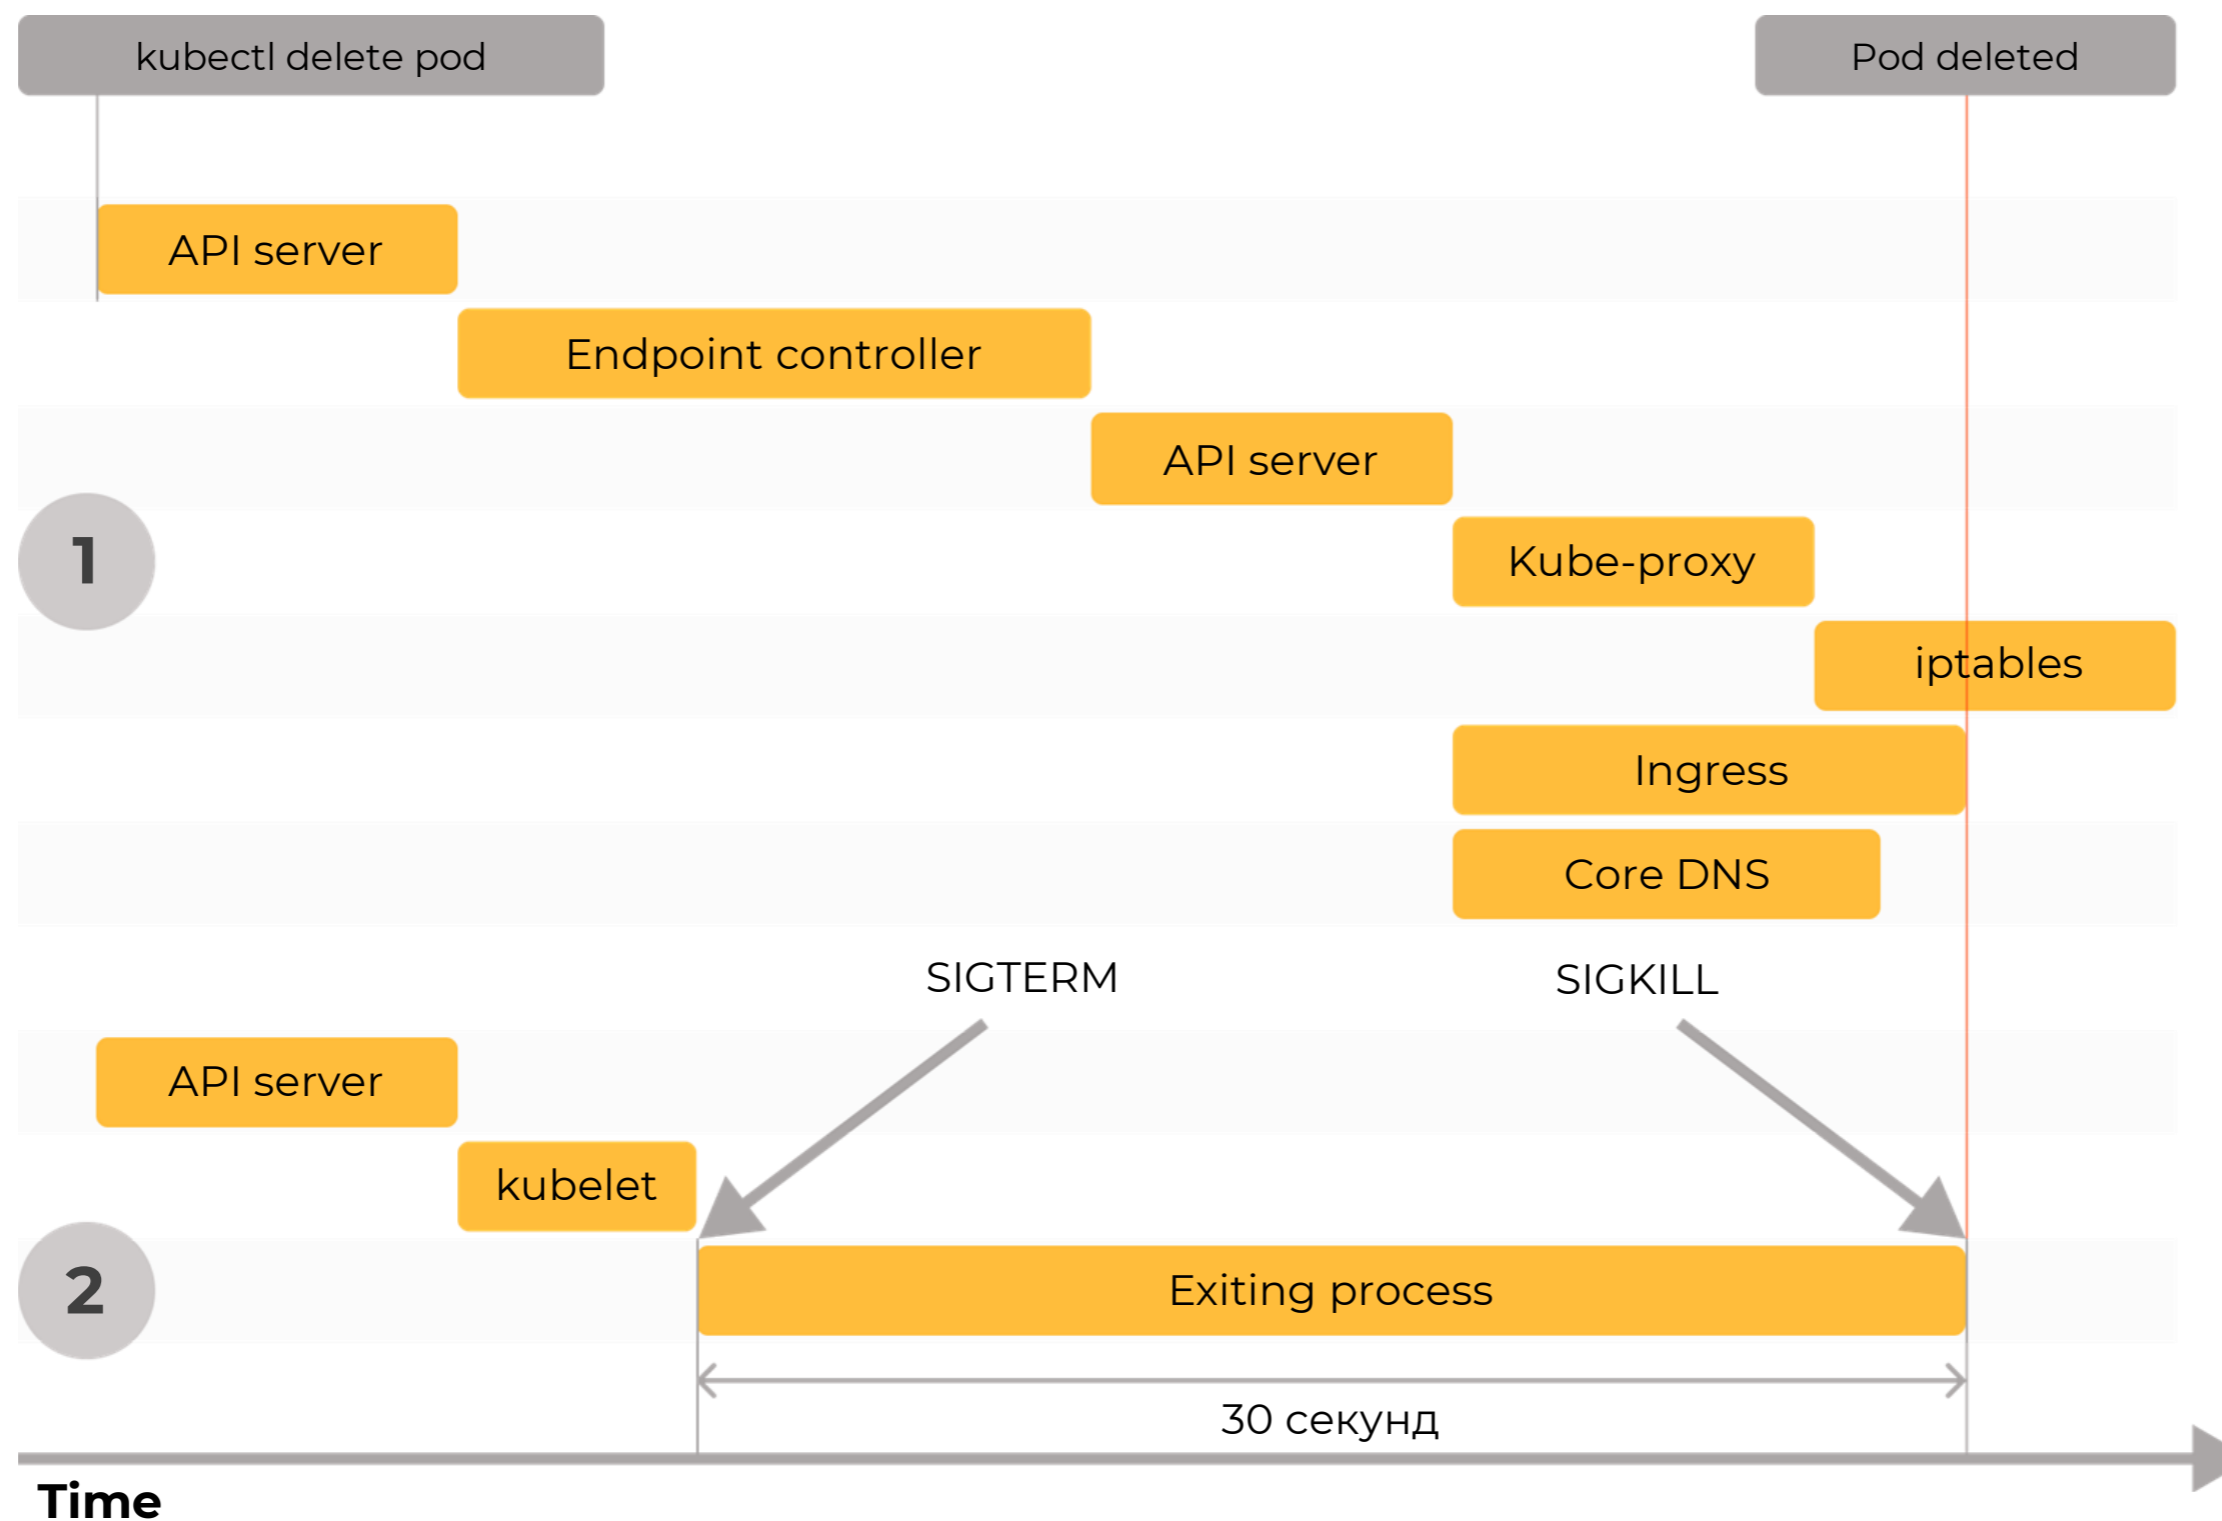 kubectl delete pod
Pod deleted
API server
Endpoint controller
API server
1
Kube-proxy
iptables
Ingress
Core DNS
SIGTERM
SIGKILL
API server
kubelet
2
Exiting process
30 секунд
Time